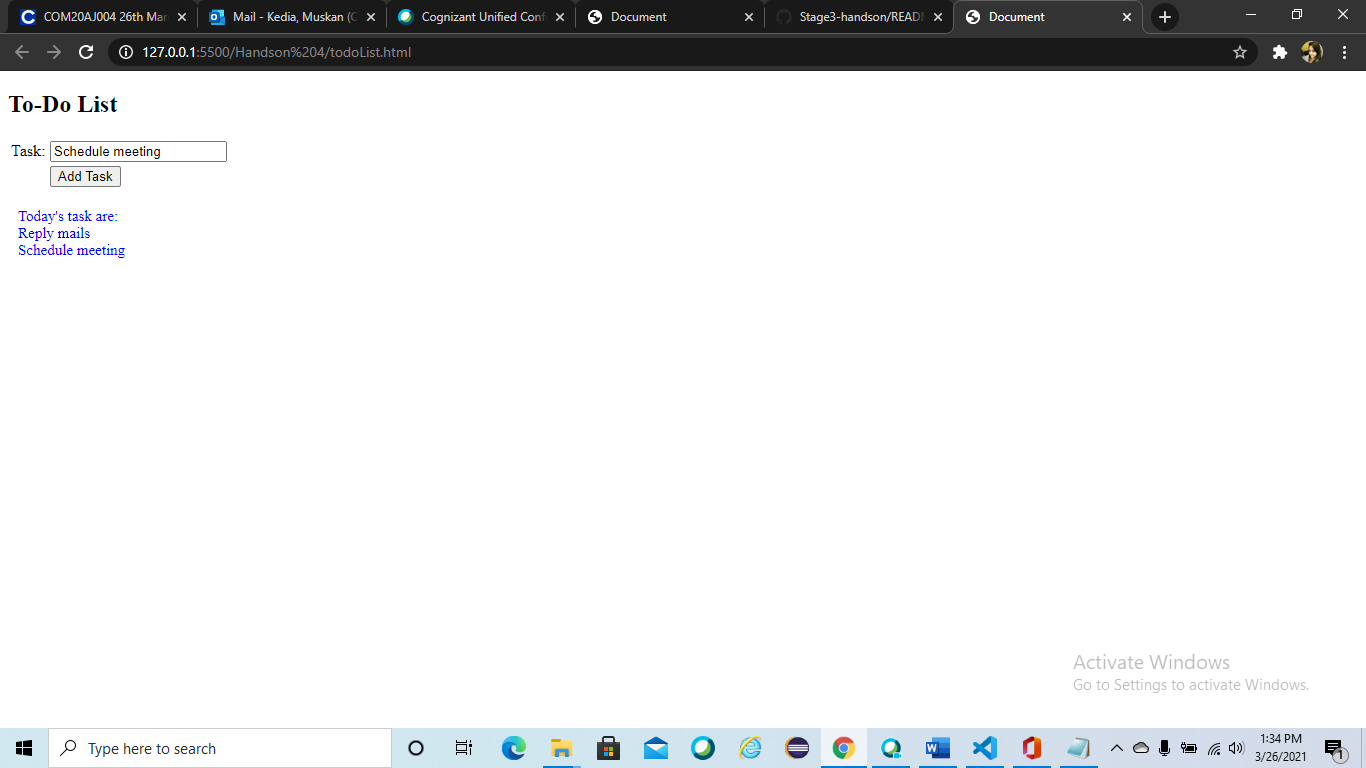 COM20AJ004 26th Mar
Mail - Kedia, Muskan (C
Cognizant Unified Conf
Document
Stage3-handson/READ
Document
127.0.0.1:5500/Handson%204/todoList.html
To-Do List
Task: Schedule meeting
Add Task
Today's task are:
Reply mails
Schedule meeting
Activate Windows
Go to Settings to activate Windows.
Type here to search
1:34 PM
3/26/2021
1